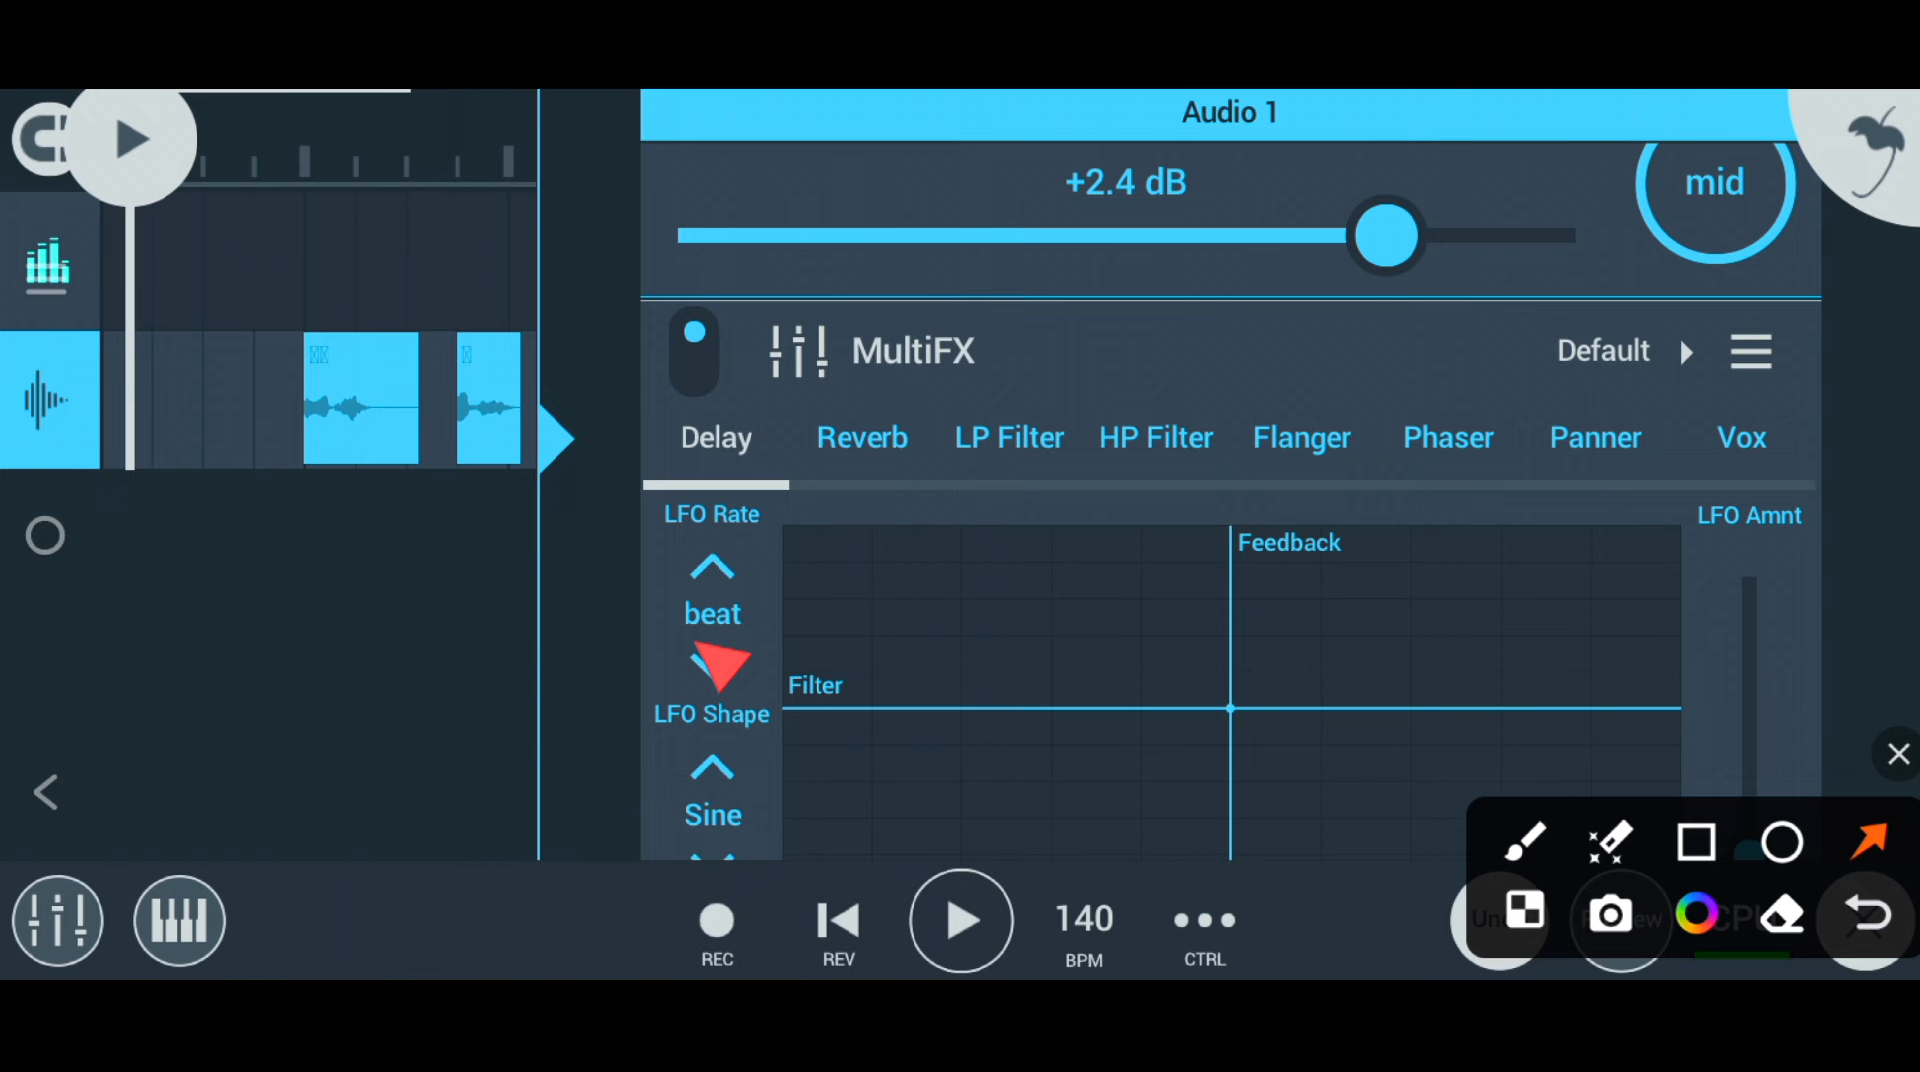 Audio 1
+2.4 dB
mid
MultiFX
Default
Delay
Reverb
LP Filter
HP Filter
Flanger
Phaser
Panner
Vox
LFO Rate
LFO Amnt
Feedback
beat
Filter
LFO Shape
Sine
140
REC
REV
BPM
CTRL